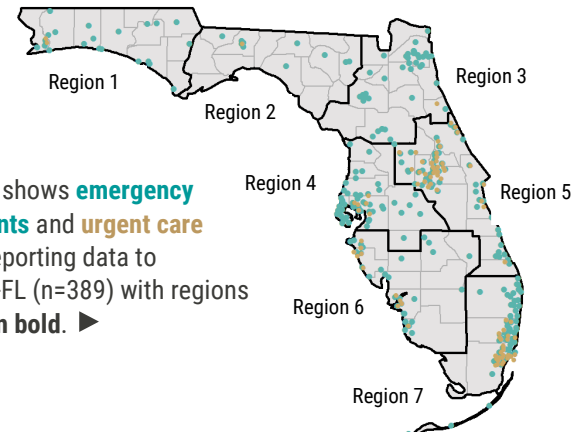 Region 1
Region 2
Region 3
shows emergency
nts and urgent care
eporting data to
FL (n=389) with regions
n bold. ►
Region 4
Region 5
Region 6
Region 7